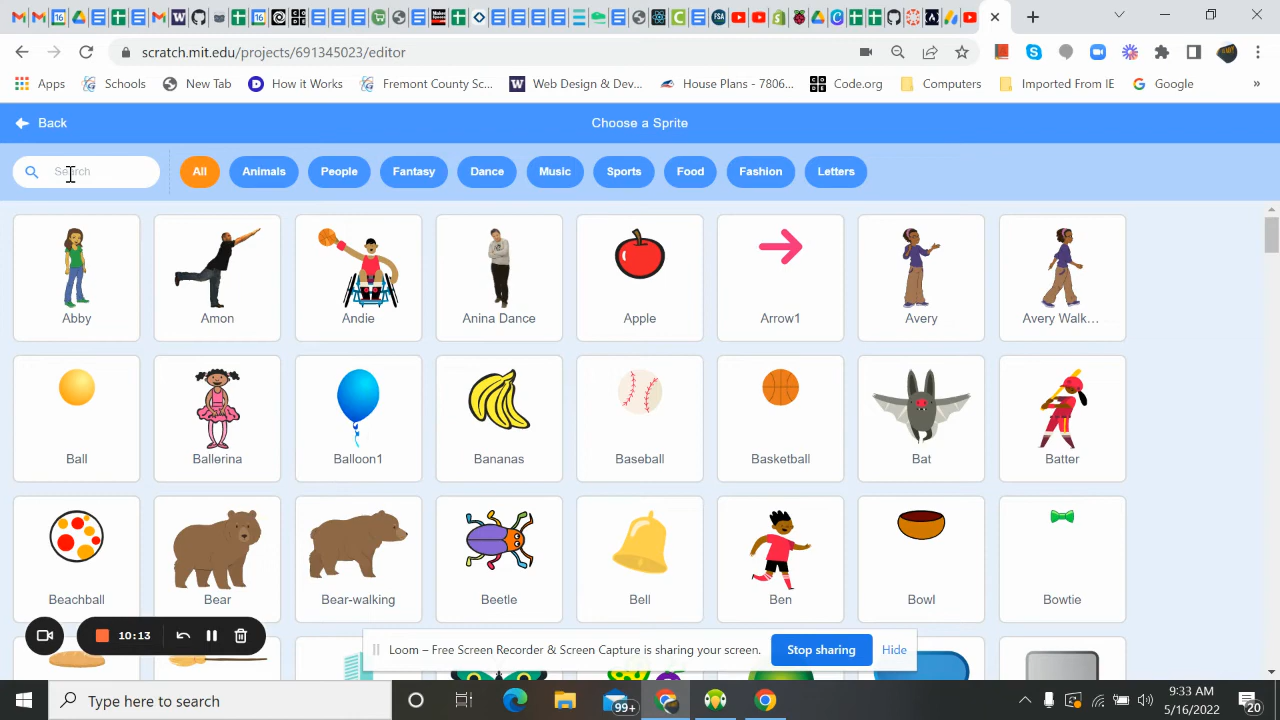 scratch.mit.edu/projects/691345023/editor
Apps Schools New Tab How it Works Fremont County Sc... Web Design & Dev... House Plans - 7806... Code.org Computers Imported From IE Google »
Back Choose a Sprite
Search All Animals People Fantasy Dance Music Sports Food Fashion Letters
Abby Amon Andie Anina Dance Apple Arrow1 Avery Avery Walk...
Ball Ballerina Balloon1 Bananas Baseball Basketball Bat Batter
Beachball Bear Bear-walking Beetle Bell Ben Bowl Bowtie
10:13
Loom – Free Screen Recorder & Screen Capture is sharing your screen. Stop sharing Hide
Type here to search 99+ 9:33 AM
5/16/2022 20